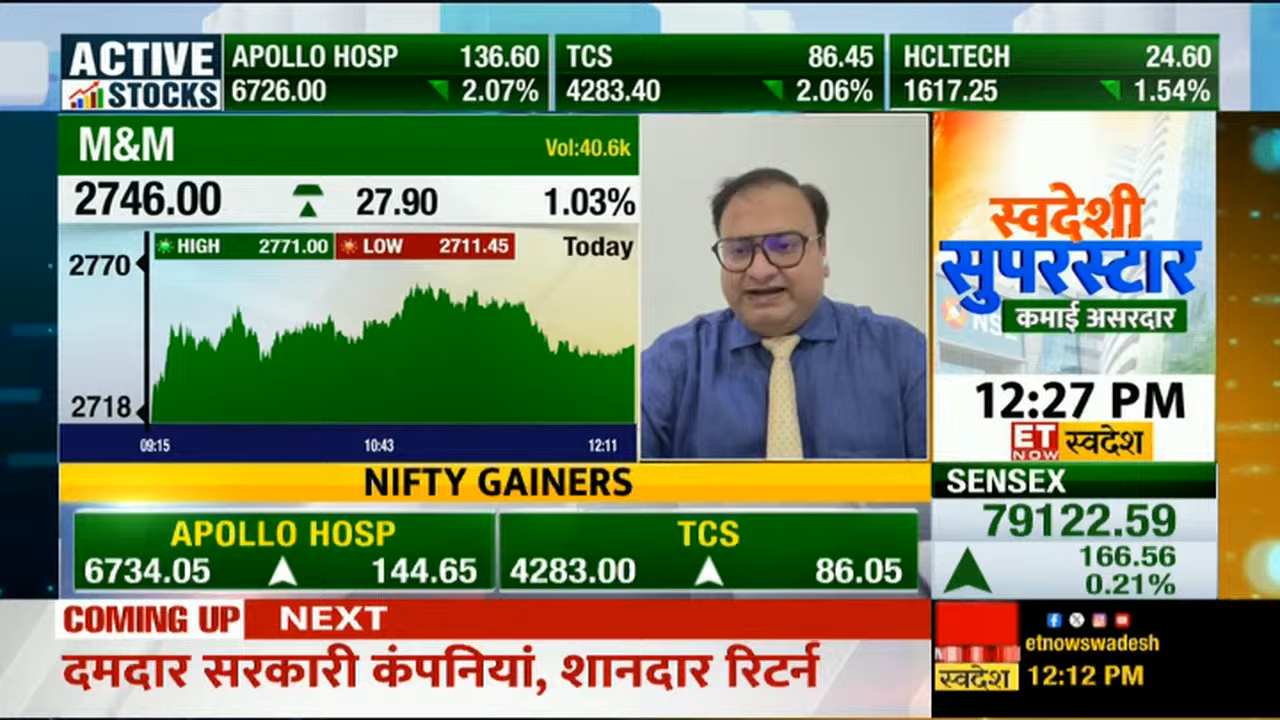 ACTIVE STOCKS
APOLLO HOSP 136.60
6726.00 2.07%
TCS 86.45
4283.40 2.06%
HCLTECH 24.60
1617.25 1.54%
M&M Vol:40.6k
2746.00 27.90 1.03%
HIGH 2771.00 LOW 2711.45 Today
2770
2718
09:15 10:43 12:11
NIFTY GAINERS
APOLLO HOSP
6734.05 144.65
TCS
4283.00 86.05
COMING UP NEXT
दमदार सरकारी कंपनियां, शानदार रिटर्न
स्वदेशी
सुपरस्टार
कमाई असरदार
NS
12:27 PM
ET NOW स्वदेश
SENSEX
79122.59
166.56
0.21%
etnowswadesh
स्वदेश 12:12 PM